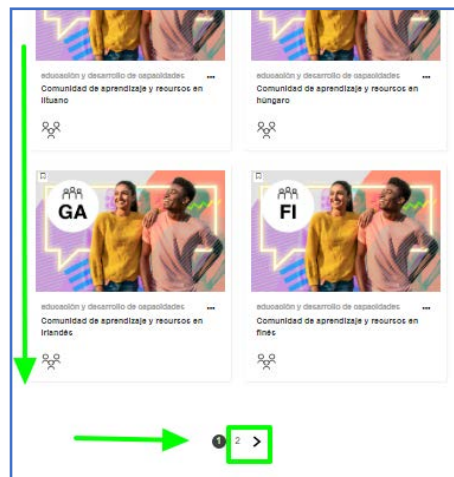 educación y desarrollo de capacidades ...
Comunidad de aprendizaje y recursos en
lituano
educación y desarrollo de capacidades ...
Comunidad de aprendizaje y recursos en
húngaro
GA
educación y desarrollo de capacidades ...
Comunidad de aprendizaje y recursos en
irlandés
FI
educación y desarrollo de capacidades ...
Comunidad de aprendizaje y recursos en
finés
1 2 >